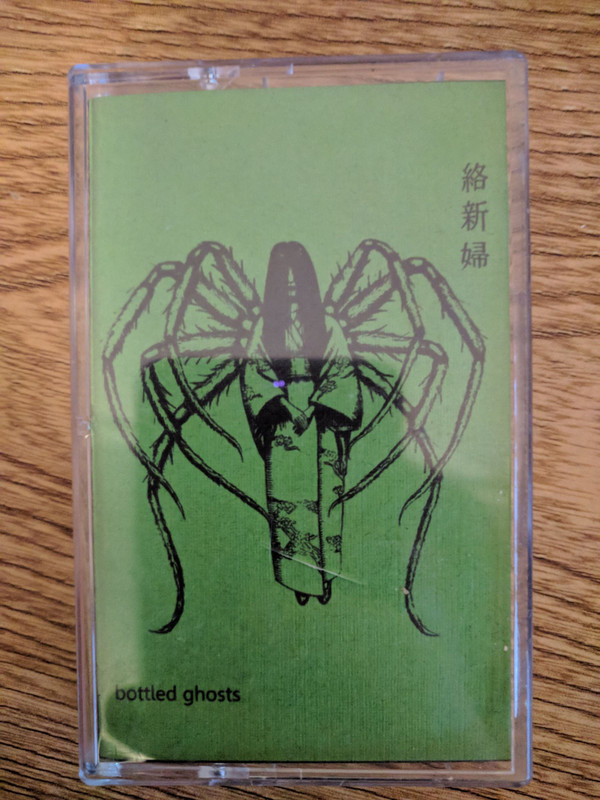 絡新婦
bottled ghosts